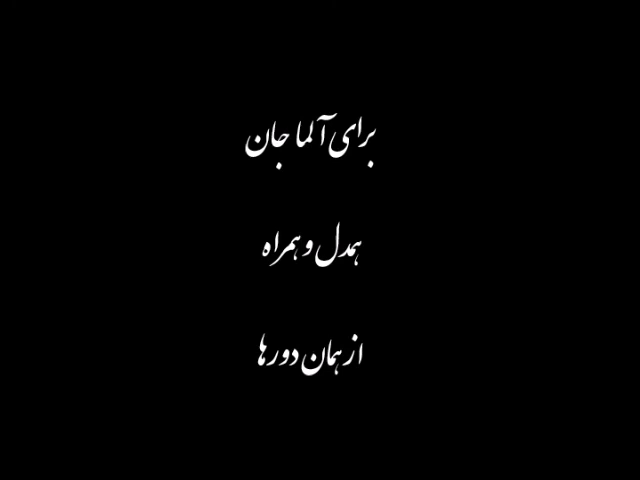 برای آلما جان
همدل و همراه
از همان دورها